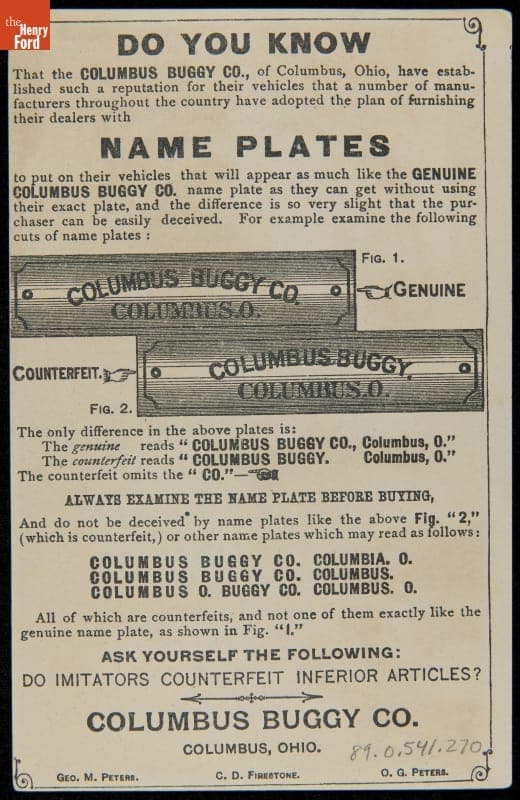 the
Henry
Ford
DO YOU KNOW
That the COLUMBUS BUGGY CO., of Columbus, Ohio, have estab-
lished such a reputation for their vehicles that a number of manu-
facturers throughout the country have adopted the plan of furnishing
their dealers with
NAME PLATES
to put on their vehicles that will appear as much like the GENUINE
COLUMBUS BUGGY CO. name plate as they can get without using
their exact plate, and the difference is so very slight that the pur-
chaser can be easily deceived. For example examine the following
cuts of name plates :
FIG. 1.
COLUMBUS BUGGY CO.
COLUMBUS.O.
GENUINE
COUNTERFEIT.
COLUMBUS.BUGGY.
COLUMBUS.O.
FIG. 2.
The only difference in the above plates is:
The genuine reads "COLUMBUS BUGGY CO., Columbus, O."
The counterfeit reads "COLUMBUS BUGGY. Columbus, O."
The counterfeit omits the "CO."—
ALWAYS EXAMINE THE NAME PLATE BEFORE BUYING,
And do not be deceived by name plates like the above Fig. "2,"
(which is counterfeit,) or other name plates which may read as follows:
COLUMBUS BUGGY CO. COLUMBIA. O.
COLUMBUS BUGGY CO. COLUMBUS.
COLUMBUS O. BUGGY CO. COLUMBUS. O.
All of which are counterfeits, and not one of them exactly like the
genuine name plate, as shown in Fig. "1."
ASK YOURSELF THE FOLLOWING:
DO IMITATORS COUNTERFEIT INFERIOR ARTICLES?
COLUMBUS BUGGY CO.
COLUMBUS, OHIO.
89.0.541.270
GEO. M. PETERS. C. D. FIRESTONE. O. G. PETERS.